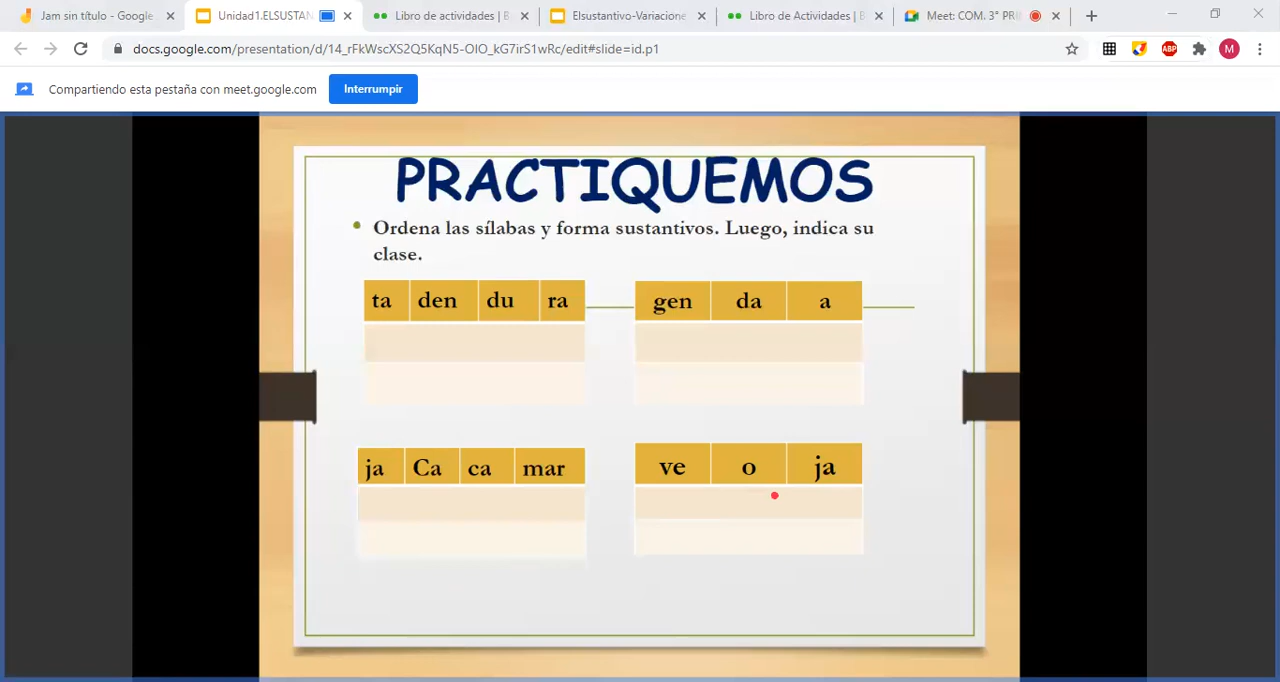 Jam sin título - Google
Unidad1.ELSUSTAN
Libro de actividades | B
Elsustantivo-Variacione
Libro de Actividades | B
Meet: COM. 3° PRI
docs.google.com/presentation/d/14_rFkWscXS2Q5KqN5-OIO_kG7irS1wRc/edit#slide=id.p1
ABP
M
Compartiendo esta pestaña con meet.google.com
Interrumpir
PRACTIQUEMOS
Ordena las sílabas y forma sustantivos. Luego, indica su
clase.
ta den du ra
gen da a
ja Ca ca mar
ve o ja